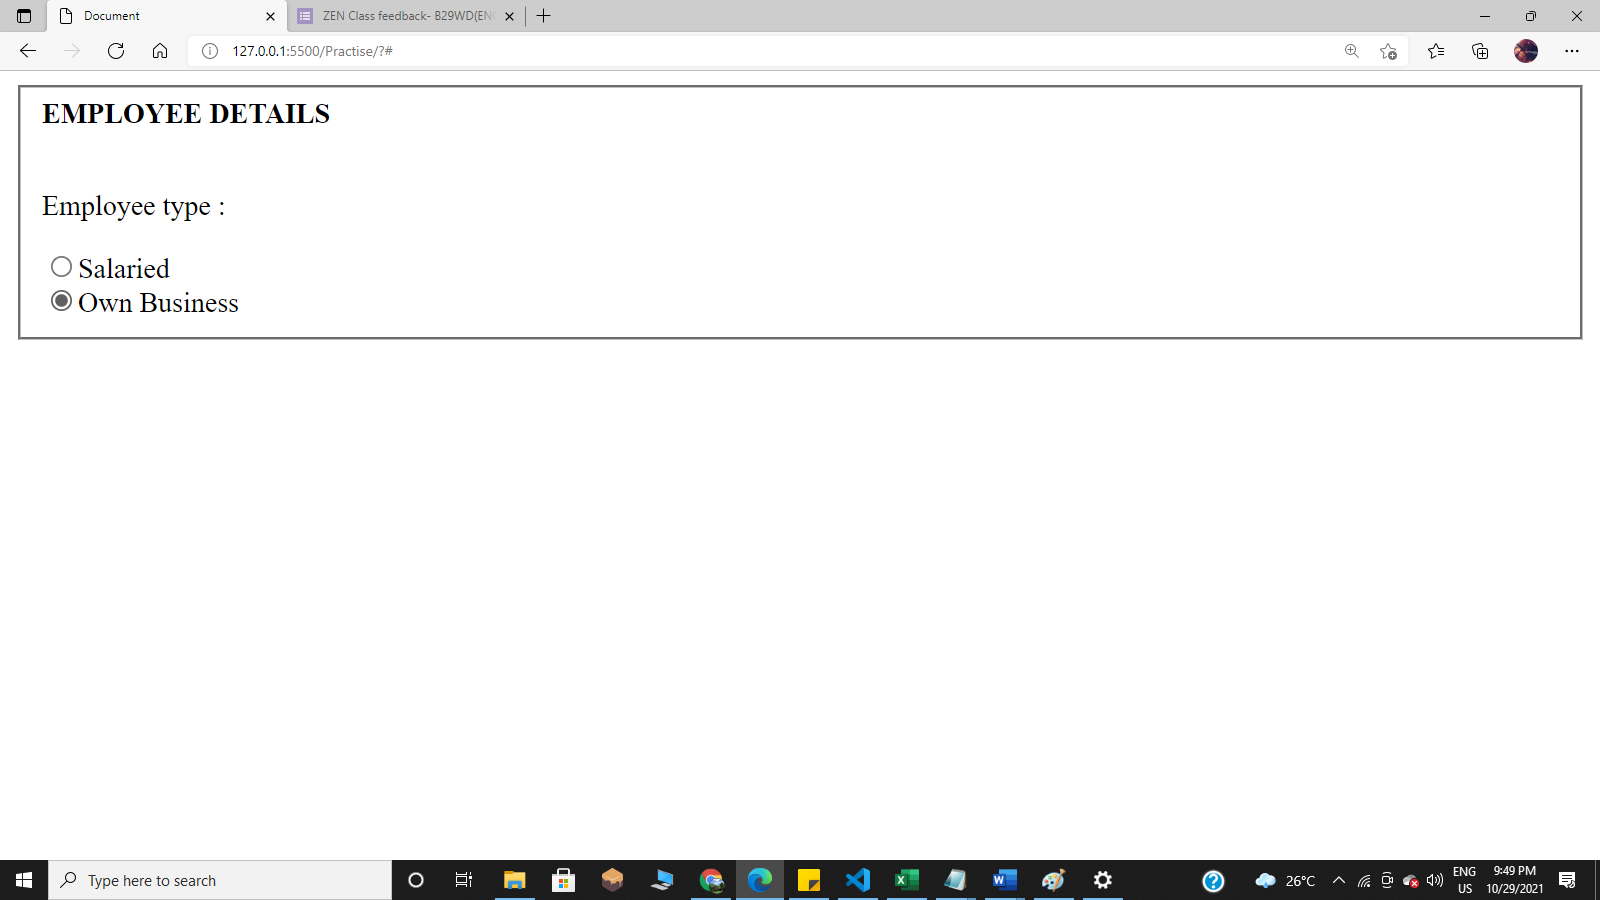 Document
ZEN Class feedback- B29WD(EN
127.0.0.1:5500/Practise/?#
EMPLOYEE DETAILS
Employee type :
Salaried
Own Business
Type here to search
26°C
ENG
US
9:49 PM
10/29/2021